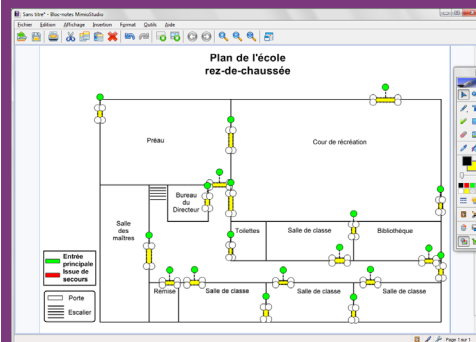 Sans titre* - Bloc-notes MimioStudio
Fichier Edition Affichage Insertion Format Outils Aide
Plan de l'école
rez-de-chaussée
Préau
Cour de récréation
Bureau
du
Directeur
Salle
des
maîtres
Toilettes
Salle de classe
Bibliothèque
Entrée
principale
Issue de
secours
Remise
Salle de classe
Salle de classe
Salle de classe
Porte
Escalier
Page 1 sur 1